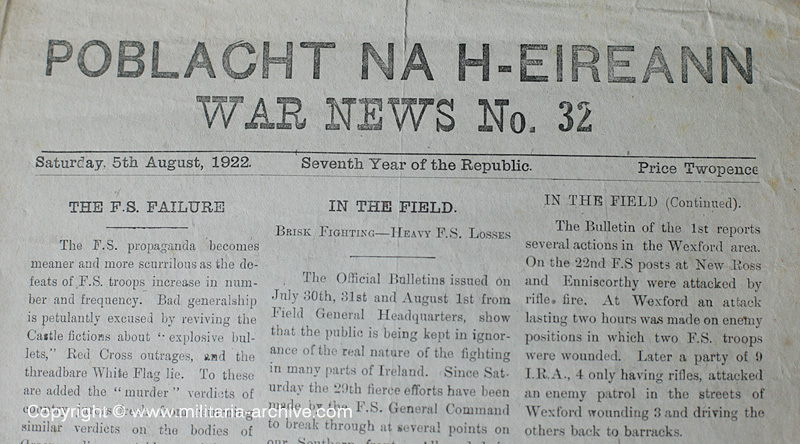 POBLACHT NA H-EIREANN
WAR NEWS No. 32
Saturday, 5th August, 1922.
Seventh Year of the Republic.
Price Twopence
THE F.S. FAILURE
The F.S. propaganda becomes
meaner and more scurrilous as the de-
feats of F.S. troops increase in num-
ber and frequency. Bad generalship
is petulantly excused by reviving the
Castle fictions about "explosive bul-
lets," Red Cross outrages, and the
threadbare White Flag lie. To these
are added the "murder" verdicts of
similar verdicts on the bodies of
IN THE FIELD.
BRISK FIGHTING—HEAVY F.S. LOSSES
The Official Bulletins issued on
July 30th, 31st and August 1st from
Field General Headquarters, show
that the public is being kept in ignor-
ance of the real nature of the fighting
in many parts of Ireland. Since Sat-
urday the 29th fierce efforts have been
made by the F.S. General Command
to break through at several points on
our Southern
IN THE FIELD (Continued).
The Bulletin of the 1st reports
several actions in the Wexford area.
On the 22nd F.S posts at New Ross
and Enniscorthy were attacked by
rifle fire. At Wexford an attack
lasting two hours was made on enemy
positions in which two F.S. troops
were wounded. Later a party of 9
I.R.A., 4 only having rifles, attacked
an enemy patrol in the streets of
Wexford wounding 3 and driving the
others back to barracks.
Copyright © www.militaria-archive.com